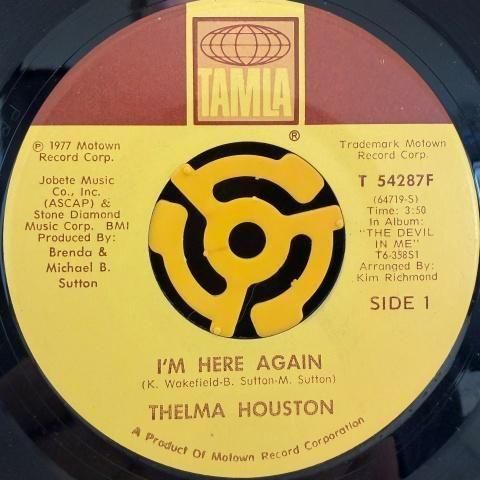 TAMLA
®
℗ 1977 Motown
Record Corp.
Jobete Music
Co., Inc.
(ASCAP) &
Stone Diamond
Music Corp. BMI
Produced By:
Brenda &
Michael B.
Sutton
Trademark Motown
Record Corp.
T 54287F
(64719-S)
Time: 3:50
In Album:
"THE DEVIL
IN ME"
T6-358S1
Arranged By:
Kim Richmond
SIDE 1
I'M HERE AGAIN
(K. Wakefield-B. Sutton-M. Sutton)
THELMA HOUSTON
A Product Of Motown Record Corporation